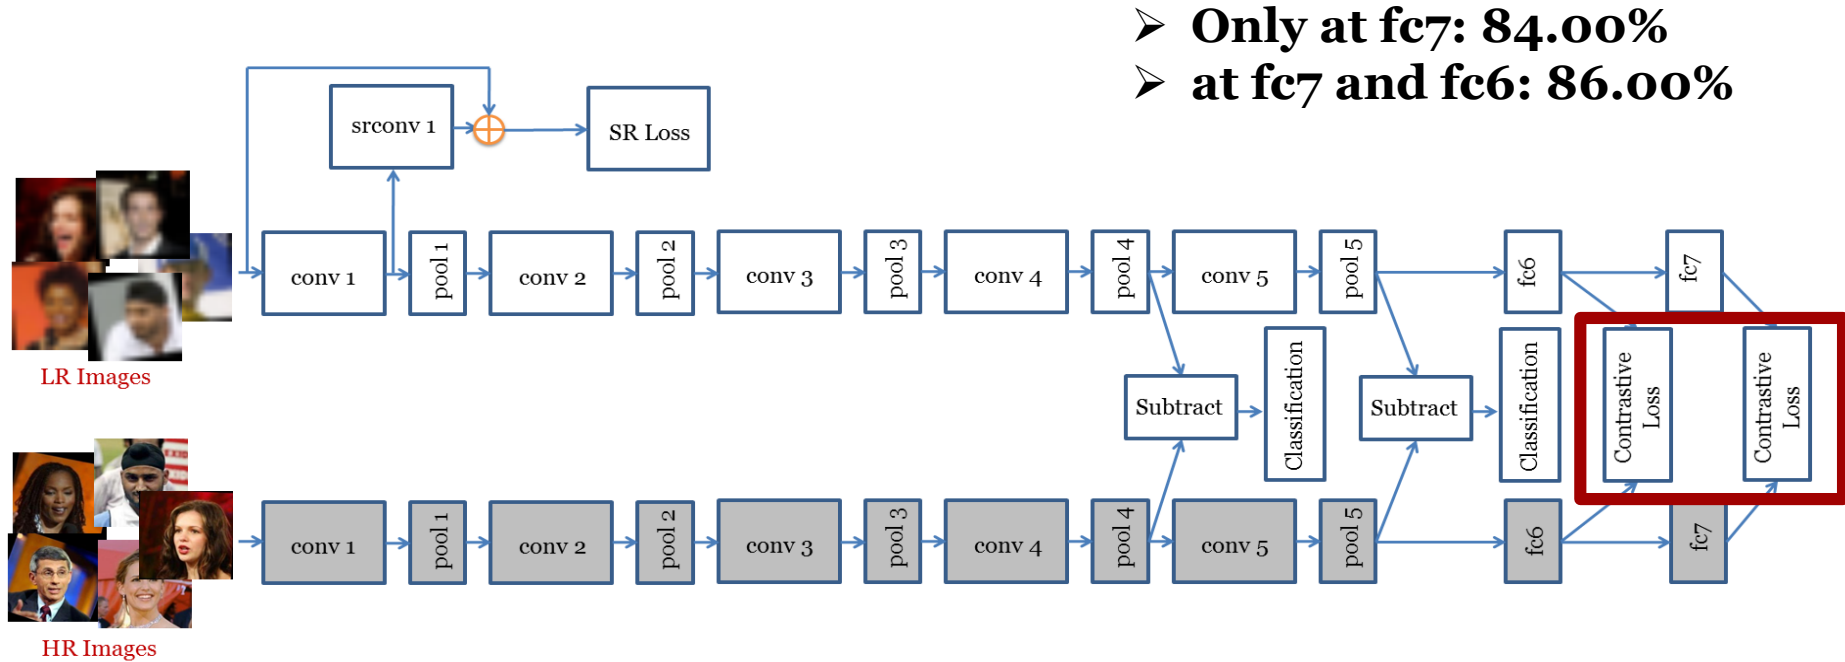 ➢ Only at fc7: 84.00%
➢ at fc7 and fc6: 86.00%
srconv 1
SR Loss
LR Images
conv 1
pool 1
conv 2
pool 2
conv 3
pool 3
conv 4
pool 4
conv 5
pool 5
fc6
fc7
Subtract
Classification
Subtract
Classification
Contrastive
Loss
Contrastive
Loss
conv 1
pool 1
conv 2
pool 2
conv 3
pool 3
conv 4
pool 4
conv 5
pool 5
fc6
fc7
HR Images